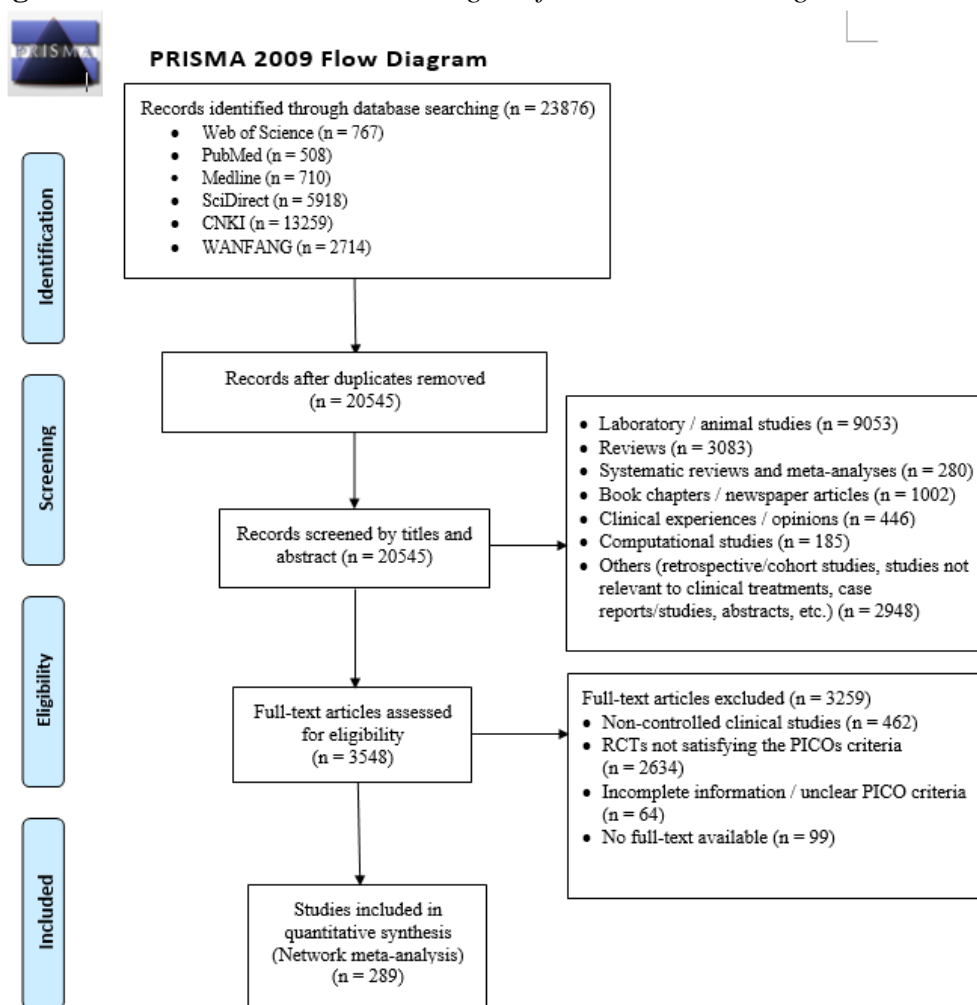 PRISMA
PRISMA 2009 Flow Diagram
Records identified through database searching (n = 23876)
• Web of Science (n = 767)
• PubMed (n = 508)
• Medline (n = 710)
• SciDirect (n = 5918)
• CNKI (n = 13259)
• WANFANG (n = 2714)
Identification
Records after duplicates removed
(n = 20545)
Screening
Records screened by titles and
abstract (n = 20545)
• Laboratory / animal studies (n = 9053)
• Reviews (n = 3083)
• Systematic reviews and meta-analyses (n = 280)
• Book chapters / newspaper articles (n = 1002)
• Clinical experiences / opinions (n = 446)
• Computational studies (n = 185)
• Others (retrospective/cohort studies, studies not
relevant to clinical treatments, case
reports/studies, abstracts, etc.) (n = 2948)
Eligibility
Full-text articles assessed
for eligibility
(n = 3548)
Full-text articles excluded (n = 3259)
• Non-controlled clinical studies (n = 462)
• RCTs not satisfying the PICOs criteria
(n = 2634)
• Incomplete information / unclear PICO criteria
(n = 64)
• No full-text available (n = 99)
Included
Studies included in
quantitative synthesis
(Network meta-analysis)
(n = 289)